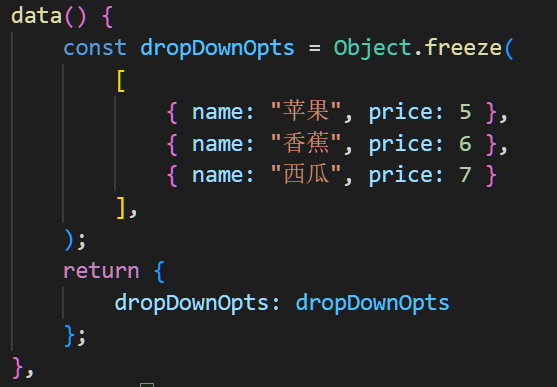 data() {
const dropDownOpts = Object.freeze(
[
{ name: "苹果", price: 5 },
{ name: "香蕉", price: 6 },
{ name: "西瓜", price: 7 }
],
);
return {
dropDownOpts: dropDownOpts
};
},